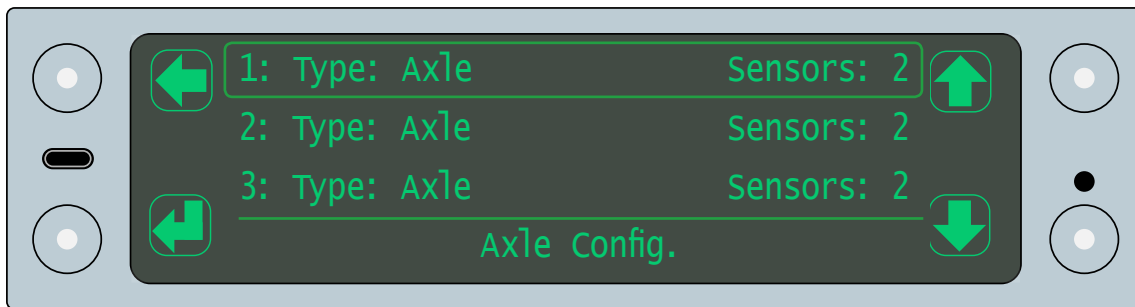 1: Type: Axle Sensors: 2
2: Type: Axle Sensors: 2
3: Type: Axle Sensors: 2
Axle Config.